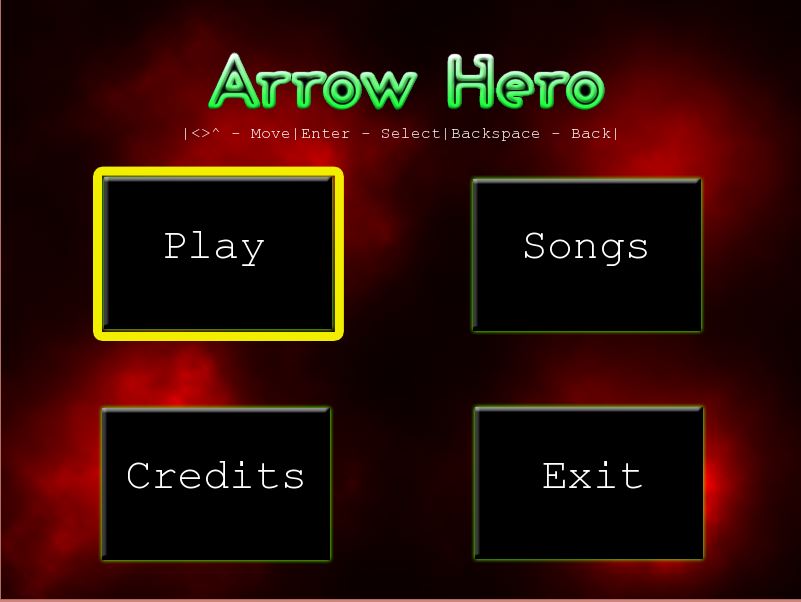 Arrow Hero
|<>^ - Move|Enter - Select|Backspace - Back|
Play
Songs
Credits
Exit